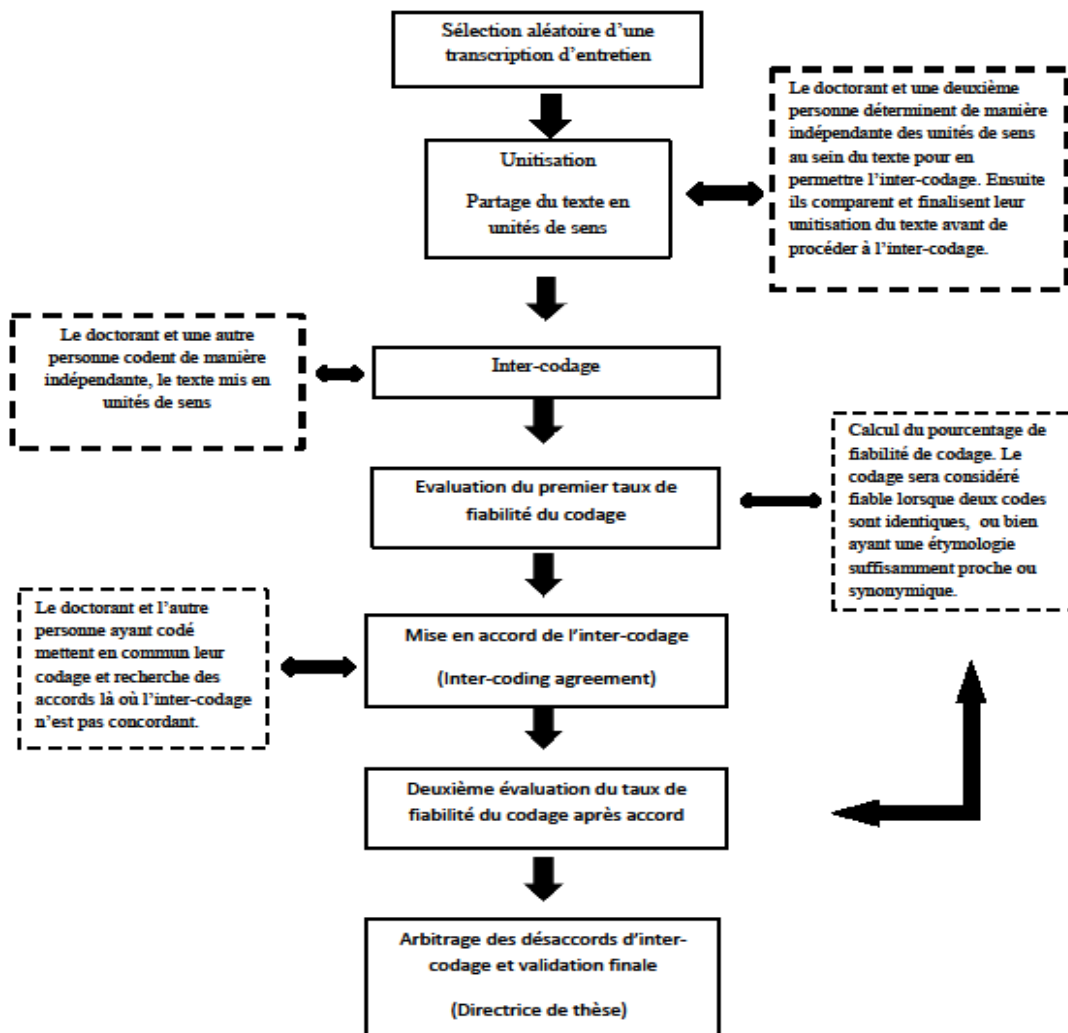 Sélection aléatoire d'une
transcription d'entretien
Le doctorant et une deuxième
personne déterminent de manière
indépendante des unités de sens
au sein du texte pour en
permettre l'inter-codage. Ensuite
ils comparent et finalisent leur
unitisation du texte avant de
procéder à l'inter-codage.
Unitisation
Partage du texte en
unités de sens
Le doctorant et une autre
personne codent de manière
indépendante, le texte mis en
unités de sens
Inter-codage
Calcul du pourcentage de
fiabilité de codage. Le
codage sera considéré
fiable lorsque deux codes
sont identiques, ou bien
ayant une étymologie
suffisamment proche ou
synonymique.
Evaluation du premier taux de
fiabilité du codage
Le doctorant et l'autre
personne ayant codé
mettent en commun leur
codage et recherche des
accords là où l'inter-codage
n'est pas concordant.
Mise en accord de l'inter-codage
(Inter-coding agreement)
Deuxième évaluation du taux de
fiabilité du codage après accord
Arbitrage des désaccords d'inter-
codage et validation finale
(Directrice de thèse)